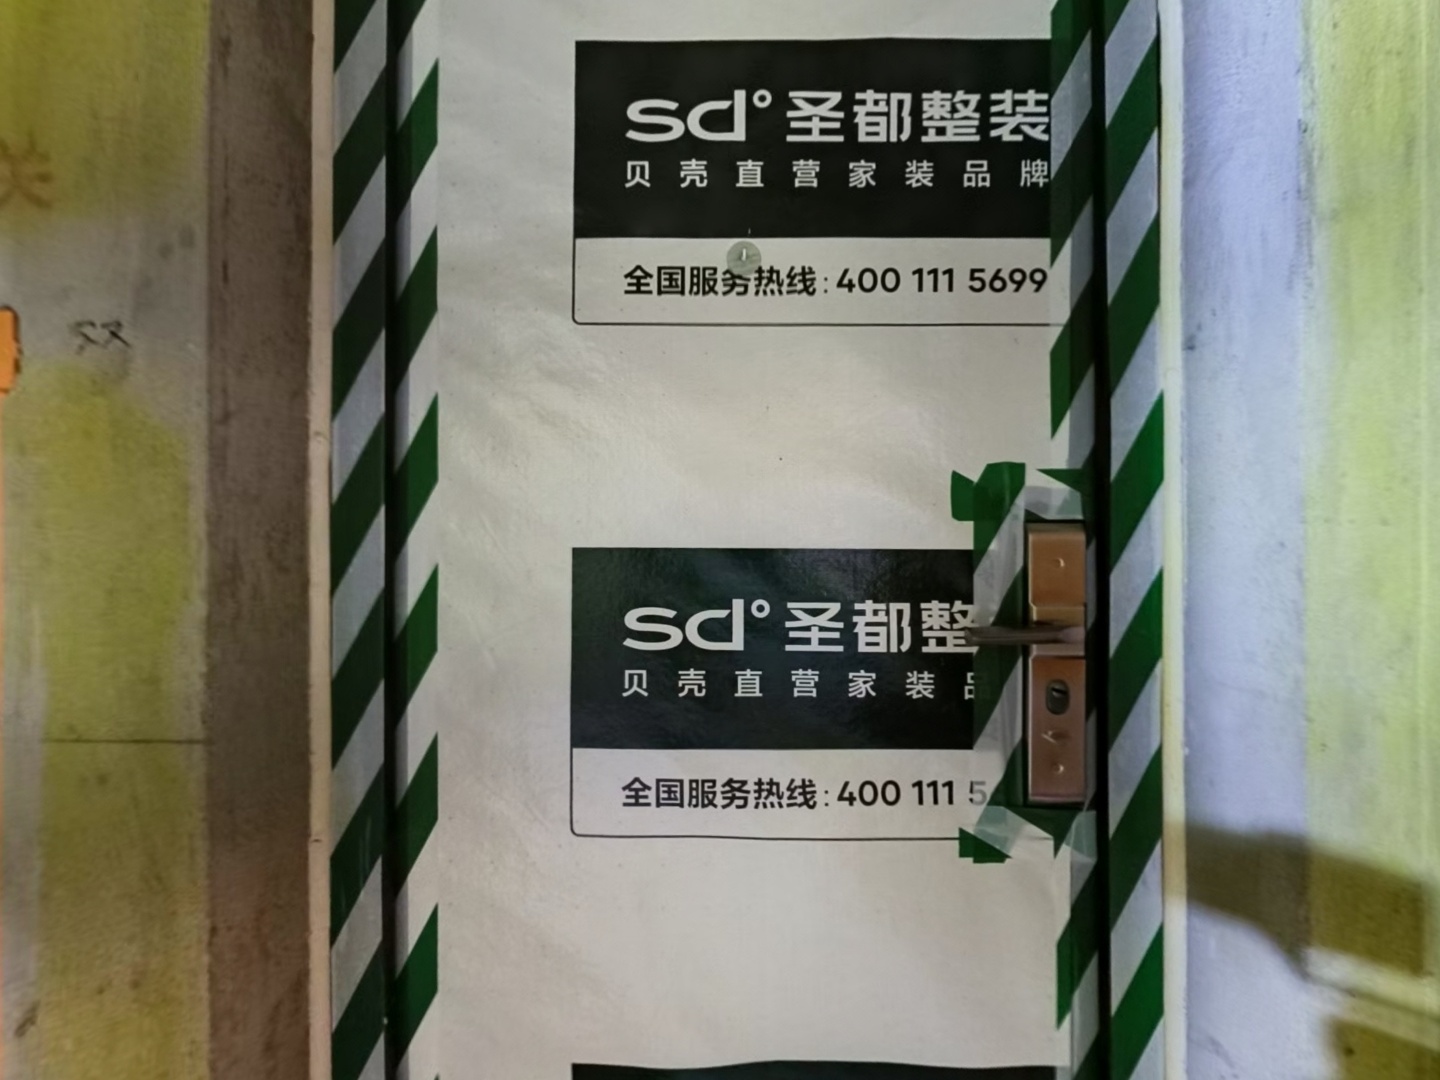 sd°圣都整装
贝壳直营家装品牌
全国服务热线:400 111 5699
sd°圣都整
贝壳直营家装品
全国服务热线:400 111 5